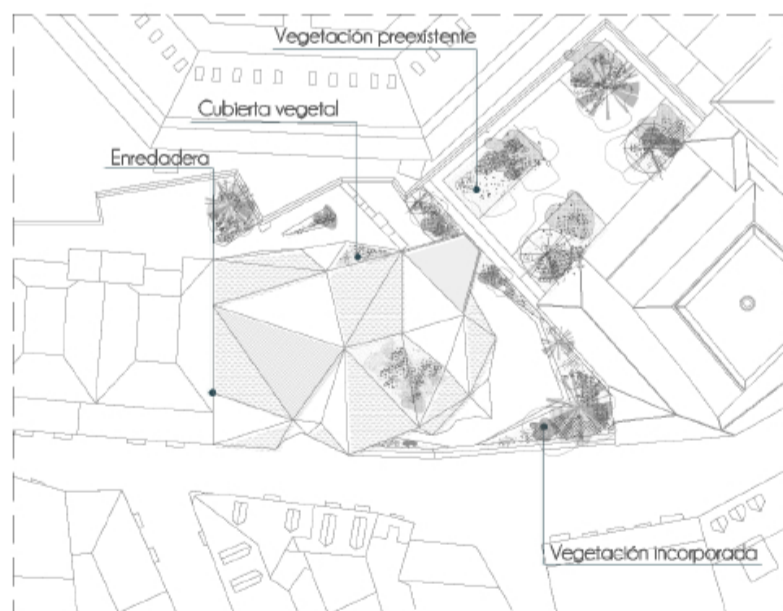 Vegetación preexistente
Cubierta vegetal
Enredadera
Vegetación incorporada